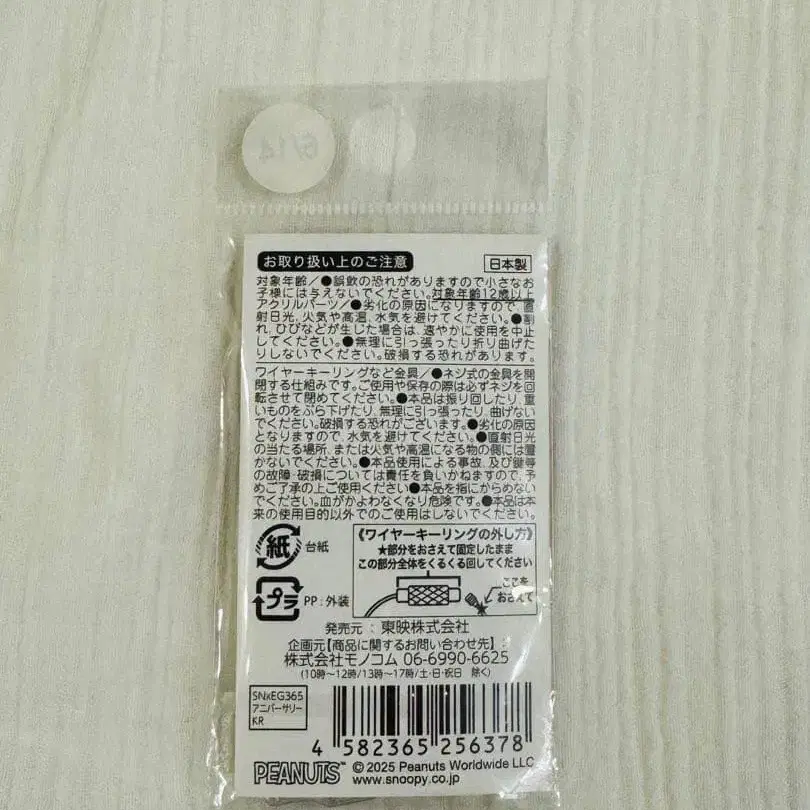 6/14
お取り扱い上のご注意
日本製
対象年齢/●誤飲の恐れがありますので小さなお
子様には与えないでください。対象年齢12歳以上
アクリルパーツ/●劣化の原因になりますので、直
射日光、火気や高温、水気を避けてください。●割
れ、ひびなどが生じた場合は、速やかに使用を中止
してください。●無理に引っ張ったり折り曲げた
りしないでください。破損する恐れがあります。
ワイヤーキーリングなど金具/●ネジ式の金具を開
閉する仕組みです。ご使用や保存の際は必ずネジを回
転させて閉めてください。●本品は振り回したり、重
いものをぶら下げたり、無理に引っ張ったり、曲げない
でください。破損する恐れがございます。●劣化の原因
となりますので、水気を避けてください。●直射日光
の当たる場所、または火気や高温になる物の側には置
かないでください。●本品使用による事故、及び鍵等
の故障・破損については責任を負いかねますので、予
めご了承の上ご使用ください●本品を指にからめない
でください。血がかよわなくなり危険です。●本品は本
来の使用目的以外でのご使用はしないでください。
紙 台紙
プラ PP:外装
《ワイヤーキーリングの外し方》
★部分をおさえて固定したまま
この部分全体をくるくる回してください
ここを
おさえて
発売元:東映株式会社
企画元【商品に関するお問い合わせ先】:
株式会社モノコム 06-6990-6625
(10時~12時/13時~17時/土・日・祝日 除く)
SNxEG365
アニバーサリー
KR
4 582365 256378
PEANUTS™ © 2025 Peanuts Worldwide LLC
www.snoopy.co.jp